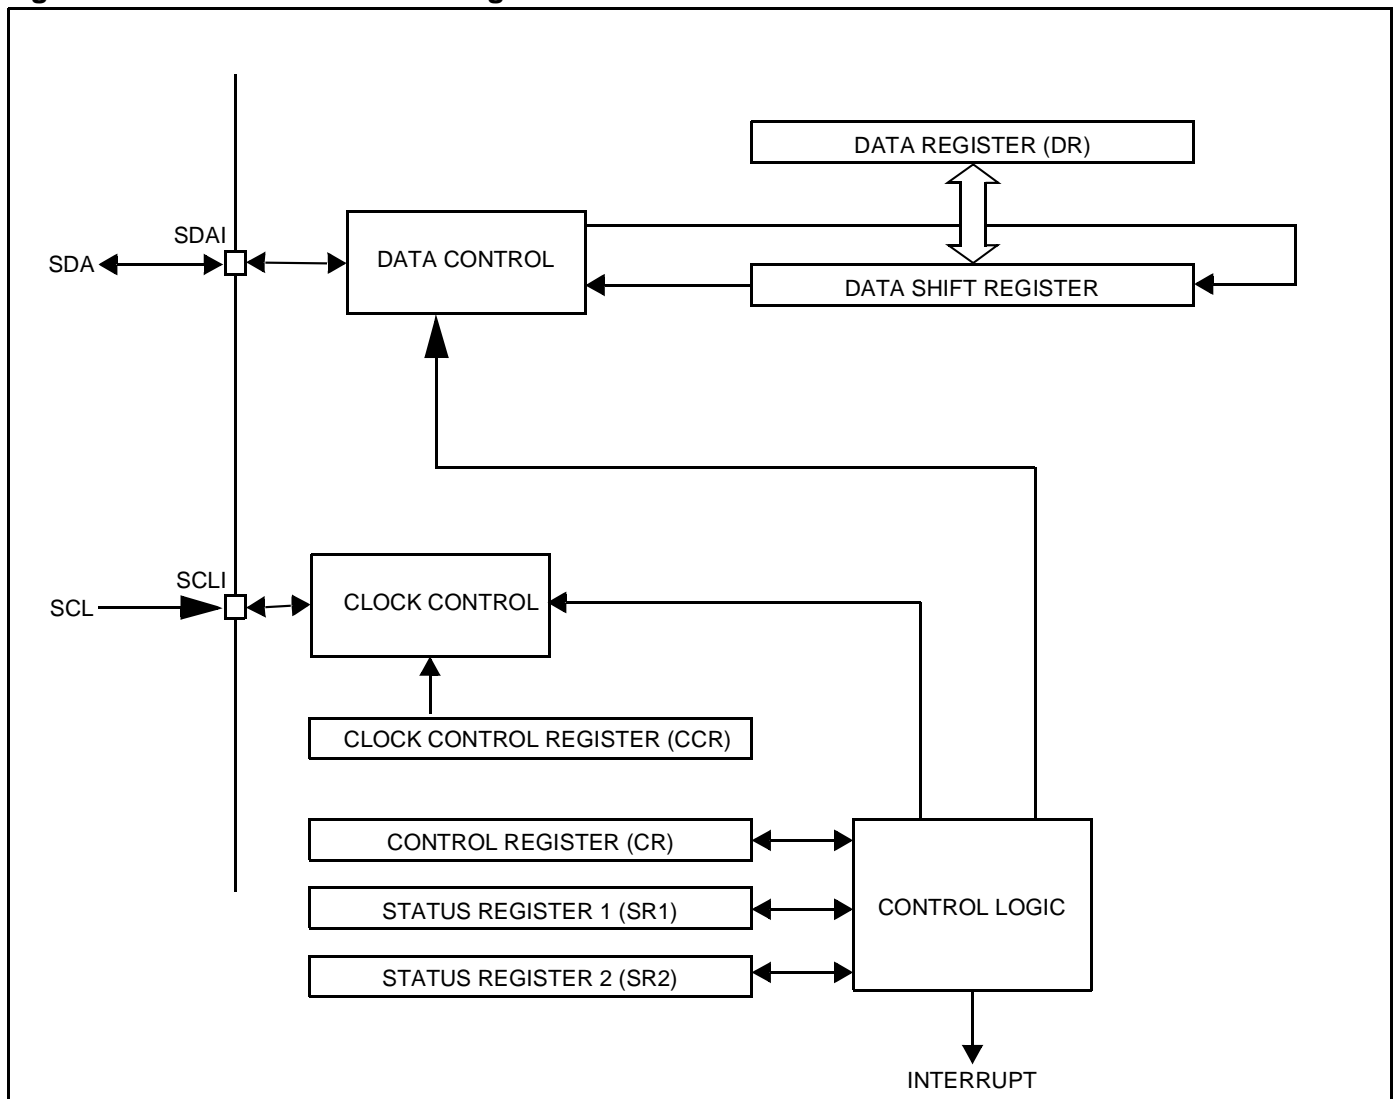 DATA REGISTER (DR)
SDAI
SDA
DATA CONTROL
DATA SHIFT REGISTER
SCLI
SCL
CLOCK CONTROL
CLOCK CONTROL REGISTER (CCR)
CONTROL REGISTER (CR)
STATUS REGISTER 1 (SR1)
CONTROL LOGIC
STATUS REGISTER 2 (SR2)
INTERRUPT